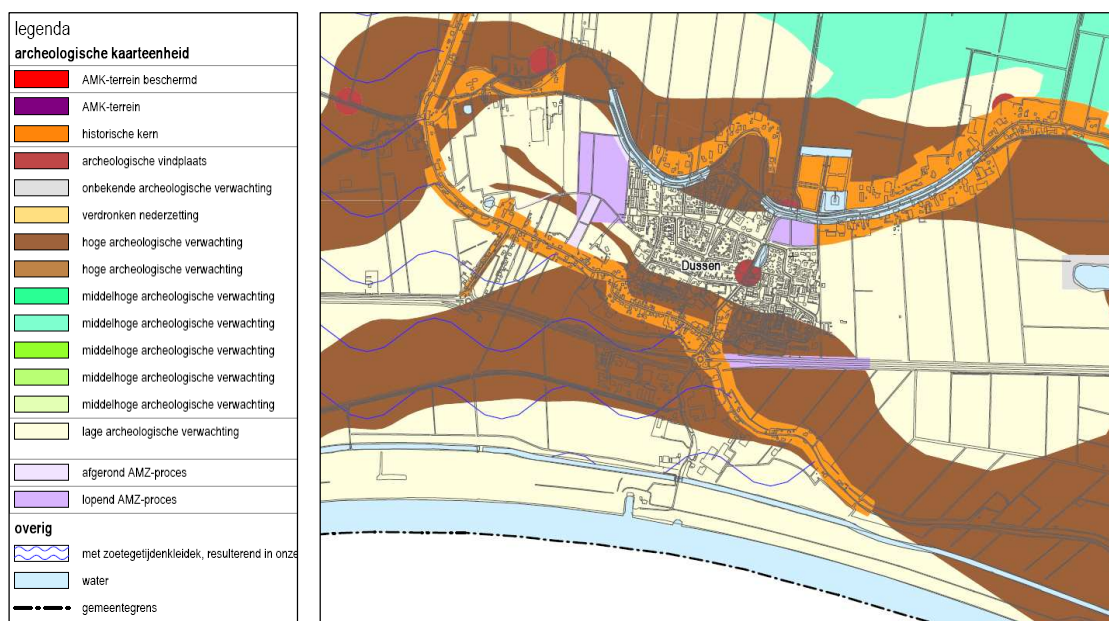 legenda
archeologische kaarteenheid
AMK-terrein beschermd
AMK-terrein
historische kern
archeologische vindplaats
onbekende archeologische verwachting
verdronken nederzetting
hoge archeologische verwachting
hoge archeologische verwachting
middelhoge archeologische verwachting
middelhoge archeologische verwachting
middelhoge archeologische verwachting
middelhoge archeologische verwachting
middelhoge archeologische verwachting
lage archeologische verwachting
afgerond AMZ-proces
lopend AMZ-proces
overig
met zoetegetijdenkleidek, resulterend in onze
water
gemeentegrens
Dussen